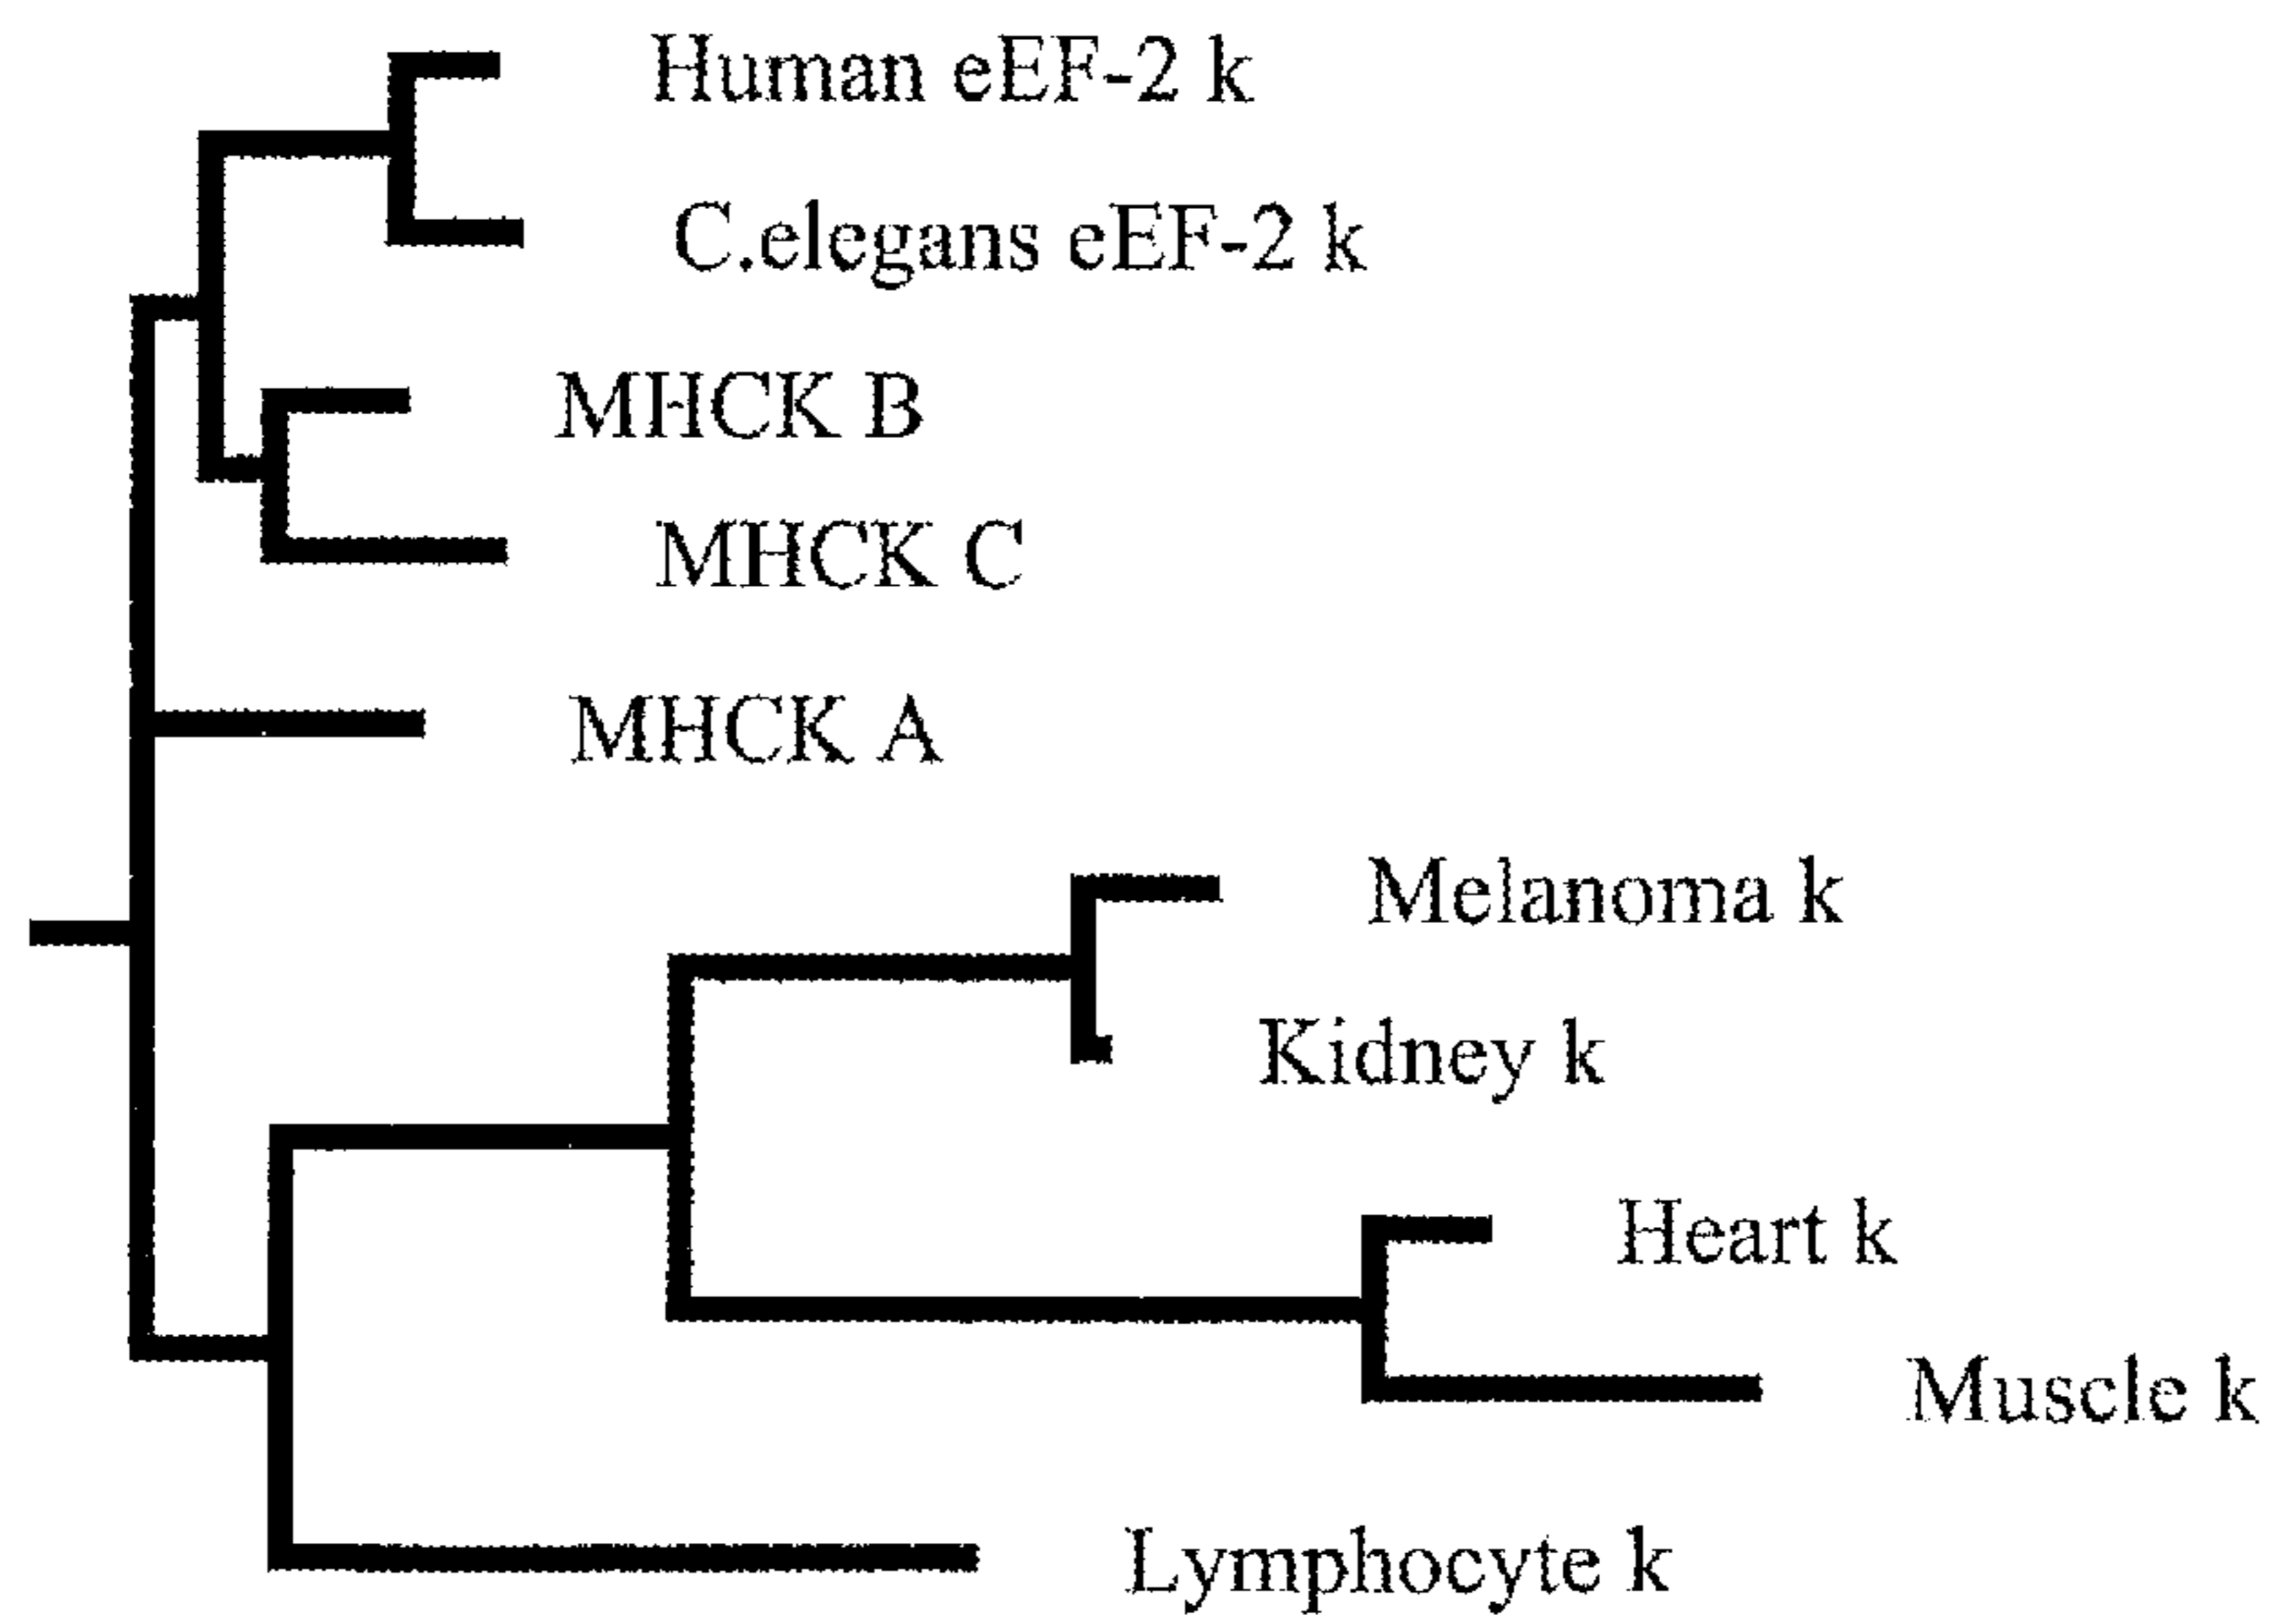 Human eEF-2 k
C.elegans eEF-2 k
MHCK B
MHCK C
MHCK A
Melanoma k
Kidney k
Heart k
Muscle k
Lymphocyte k